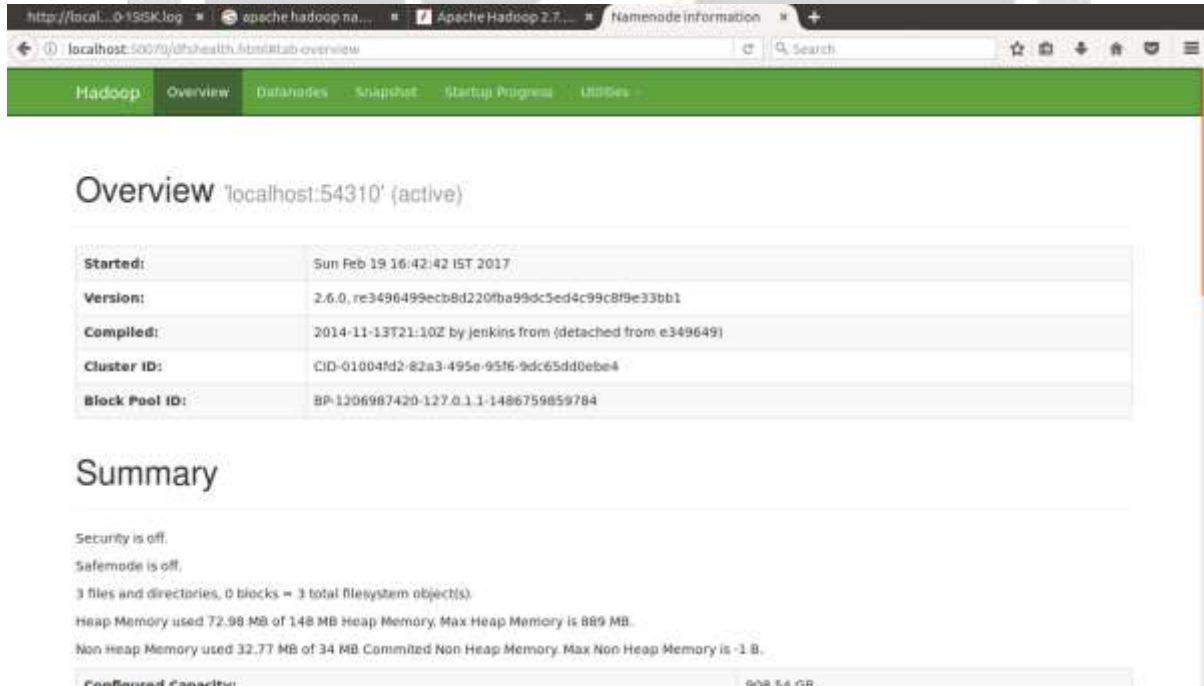 http://local...0-1SISK.log
apache hadoop na...
Apache Hadoop 2.7....
Namenode information
localhost:50070/dfshealth.html#tab-overview
Search
Hadoop Overview Datanodes Snapshot Startup Progress Utilities
Overview 'localhost:54310' (active)
Started: Sun Feb 19 16:42:42 IST 2017
Version: 2.6.0, re3496499ecb8d220fba99dc5ed4c99c8f9e33bb1
Compiled: 2014-11-13T21:10Z by jenkins from (detached from e349649)
Cluster ID: CID-01004fd2-82a3-495e-95f6-9dc65dd0ebe4
Block Pool ID: BP-1206987420-127.0.1.1-1486759859784
Summary
Security is off.
Safemode is off.
3 files and directories, 0 blocks = 3 total filesystem object(s).
Heap Memory used 72.98 MB of 148 MB Heap Memory. Max Heap Memory is 889 MB.
Non Heap Memory used 32.77 MB of 34 MB Commited Non Heap Memory. Max Non Heap Memory is -1 B.
Configured Capacity: 908.54 GB